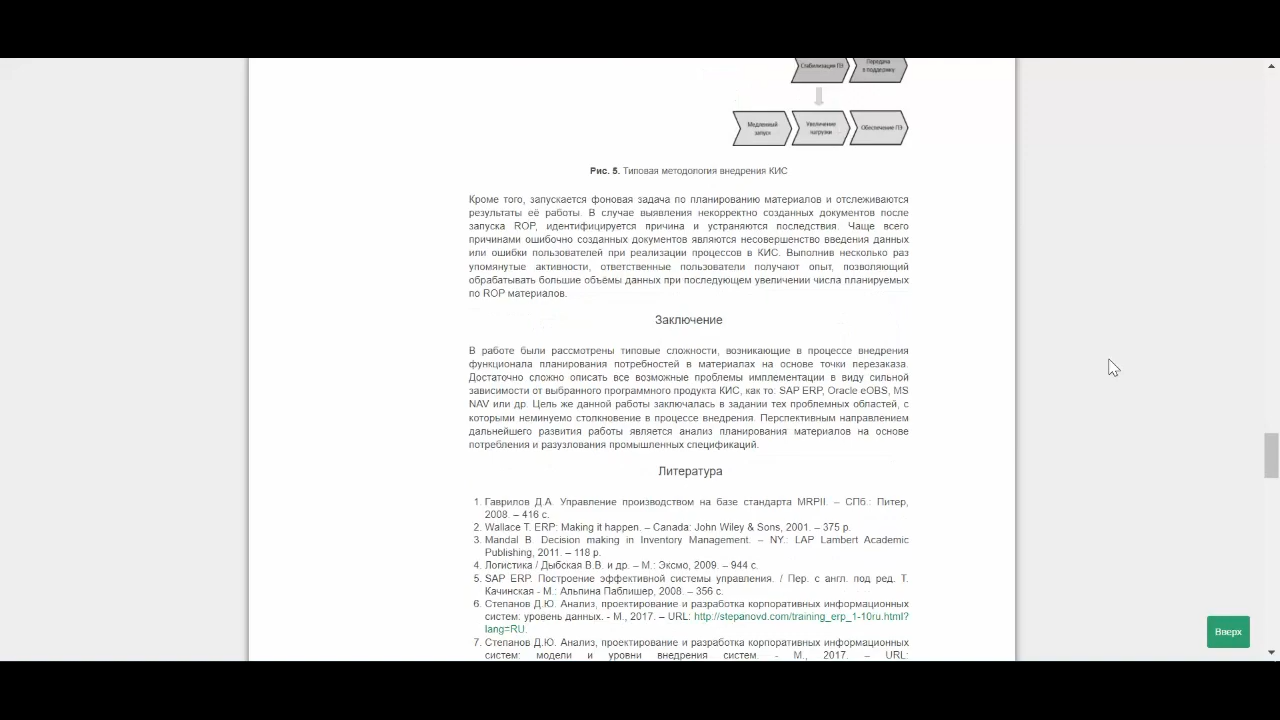 Стабилизация ПЭ
Передача
в поддержку
Медленный
запуск
Увеличение
нагрузки
Обеспечение ПЭ
Рис. 5. Типовая методология внедрения КИС
Кроме того, запускается фоновая задача по планированию материалов и отслеживаются
результаты её работы. В случае выявления некорректно созданных документов после
запуска ROP, идентифицируется причина и устраняются последствия. Чаще всего
причинами ошибочно созданных документов являются несовершенство введения данных
или ошибки пользователей при реализации процессов в КИС. Выполнив несколько раз
упомянутые активности, ответственные пользователи получают опыт, позволяющий
обрабатывать большие объёмы данных при последующем увеличении числа планируемых
по ROP материалов.
Заключение
В работе были рассмотрены типовые сложности, возникающие в процессе внедрения
функционала планирования потребностей в материалах на основе точки перезаказа.
Достаточно сложно описать все возможные проблемы имплементации в виду сильной
зависимости от выбранного программного продукта КИС, как то: SAP ERP, Oracle eOBS, MS
NAV или др. Цель же данной работы заключалась в задании тех проблемных областей, с
которыми неминуемо столкновение в процессе внедрения. Перспективным направлением
дальнейшего развития работы является анализ планирования материалов на основе
потребления и разузлования промышленных спецификаций.
Литература
1. Гаврилов Д.А. Управление производством на базе стандарта MRPII. – СПб.: Питер,
2008. – 416 с.
2. Wallace T. ERP: Making it happen. – Canada: John Wiley & Sons, 2001. – 375 p.
3. Mandal B. Decision making in Inventory Management. – NY.: LAP Lambert Academic
Publishing, 2011. – 118 p.
4. Логистика / Дыбская В.В. и др. – М.: Эксмо, 2009. – 944 с.
5. SAP ERP. Построение эффективной системы управления. / Пер. с англ. под ред. Т.
Качинская - М.: Альпина Паблишер, 2008. – 356 с.
6. Степанов Д.Ю. Анализ, проектирование и разработка корпоративных информационных
систем: уровень данных. - М., 2017. – URL: http://stepanovd.com/training_erp_1-10ru.html?
lang=RU.
7. Степанов Д.Ю. Анализ, проектирование и разработка корпоративных информационных
систем: модели и уровни внедрения систем. - М., 2017. – URL:
Вверх